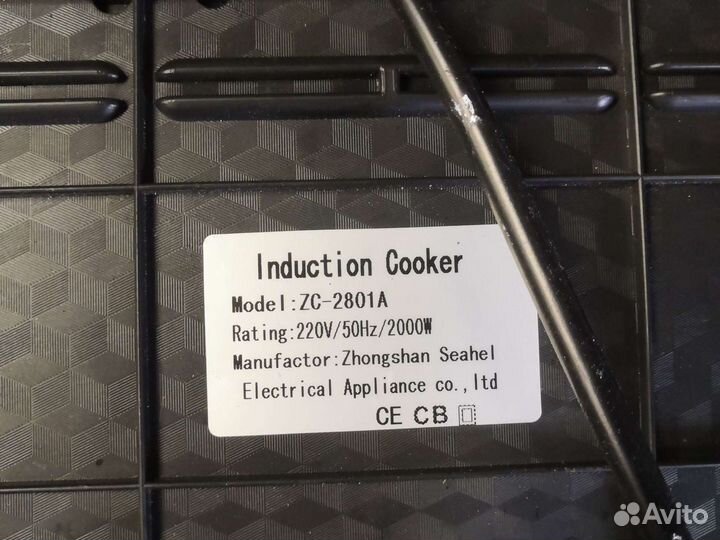 Induction Cooker
Model:ZC-2801A
Rating:220V/50Hz/2000W
Manufactor:Zhongshan Seahel
Electrical Appliance co.,ltd
CE CB
Avito